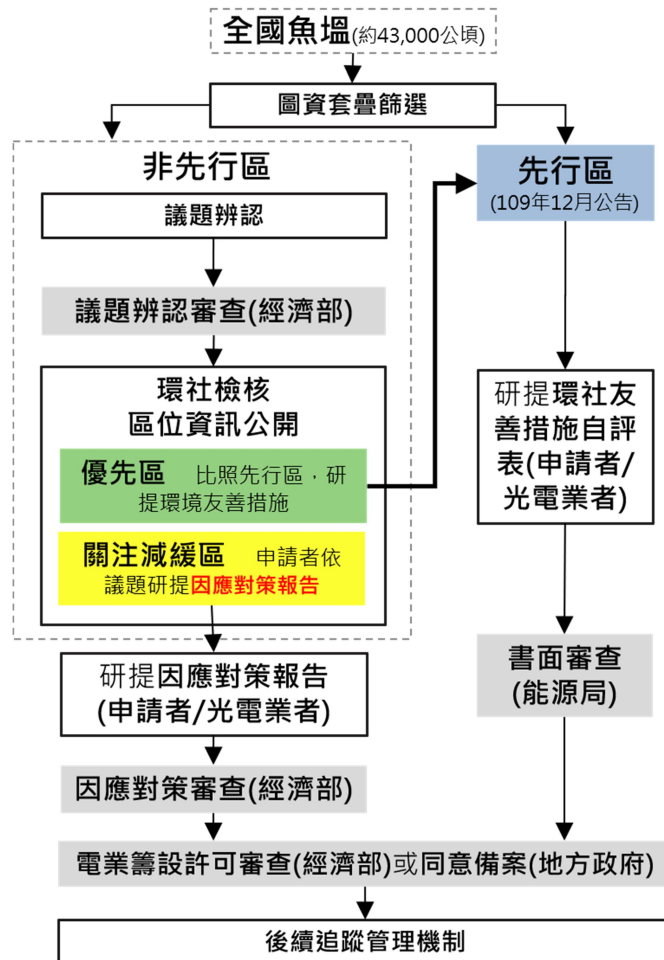 全國魚塭(約43,000公頃)
圖資套疊篩選
非先行區
議題辨認
議題辨認審查(經濟部)
環社檢核
區位資訊公開
優先區 比照先行區，研
提環境友善措施
關注減緩區 申請者依
議題研提因應對策報告
研提因應對策報告
(申請者/光電業者)
因應對策審查(經濟部)
先行區
(109年12月公告)
研提環社友
善措施自評
表(申請者/
光電業者)
書面審查
(能源局)
電業籌設許可審查(經濟部)或同意備案(地方政府)
後續追蹤管理機制